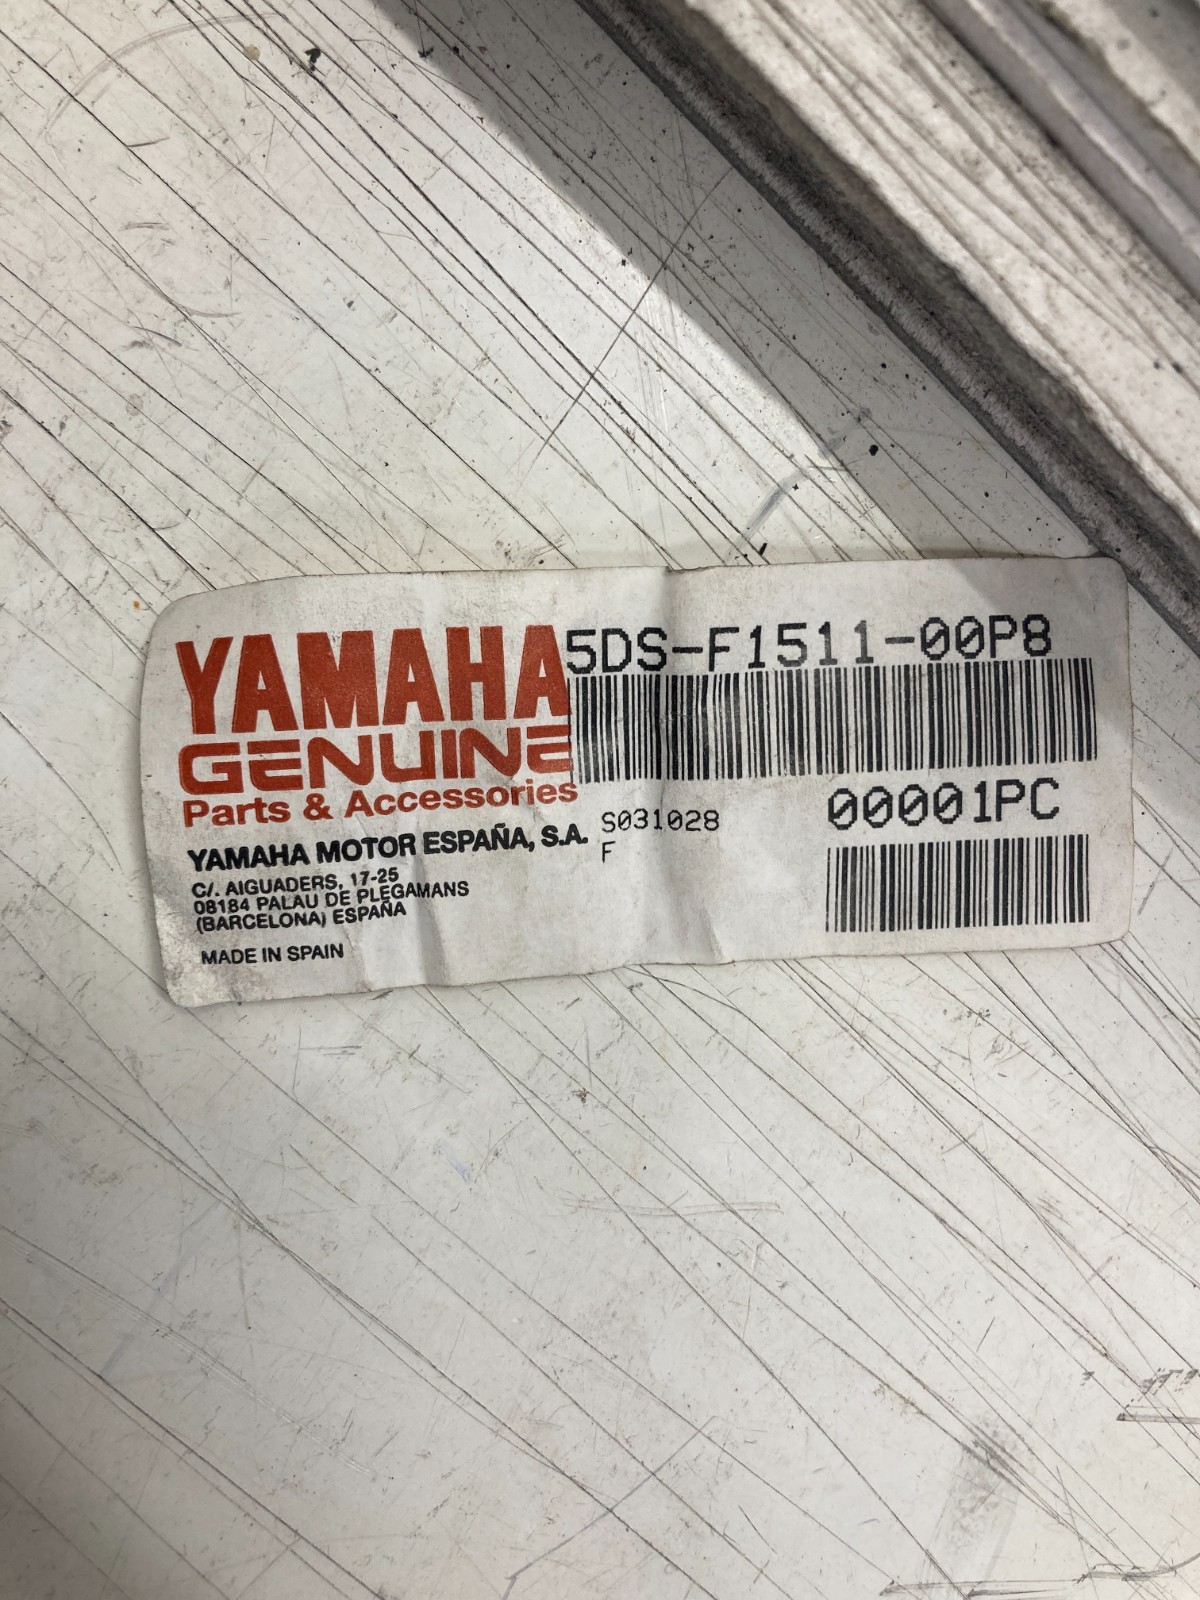 YAMAHA
GENUINE
Parts & Accessories
YAMAHA MOTOR ESPAÑA, S.A.
C/. AIGUADERS, 17-25
08184 PALAU DE PLEGAMANS
(BARCELONA) ESPAÑA
MADE IN SPAIN
5DS-F1511-00P8
00001PC
S031028
F